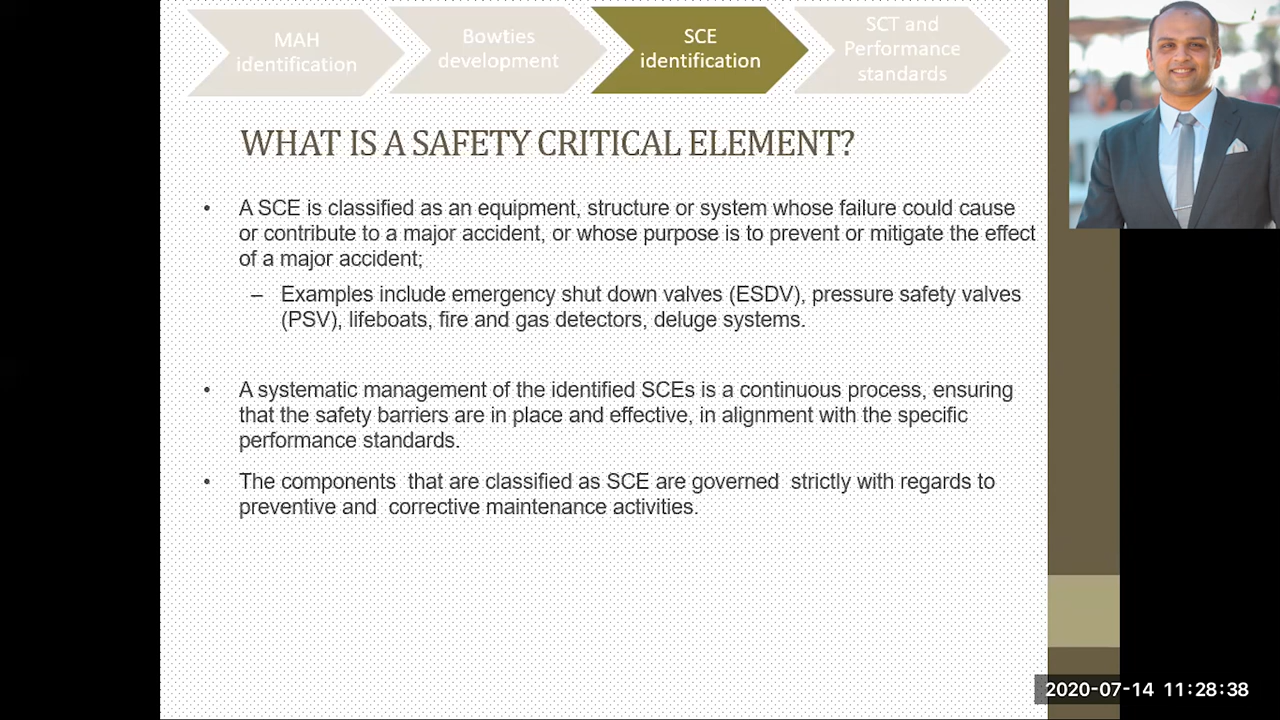 MAH
identification
Bowties
development
SCE
identification
SCT and
Performance
standards
WHAT IS A SAFETY CRITICAL ELEMENT?
• A SCE is classified as an equipment, structure or system whose failure could cause
or contribute to a major accident, or whose purpose is to prevent or mitigate the effect
of a major accident;
– Examples include emergency shut down valves (ESDV), pressure safety valves
(PSV), lifeboats, fire and gas detectors, deluge systems.
• A systematic management of the identified SCEs is a continuous process, ensuring
that the safety barriers are in place and effective, in alignment with the specific
performance standards.
• The components that are classified as SCE are governed strictly with regards to
preventive and corrective maintenance activities.
2020-07-14 11:28:38